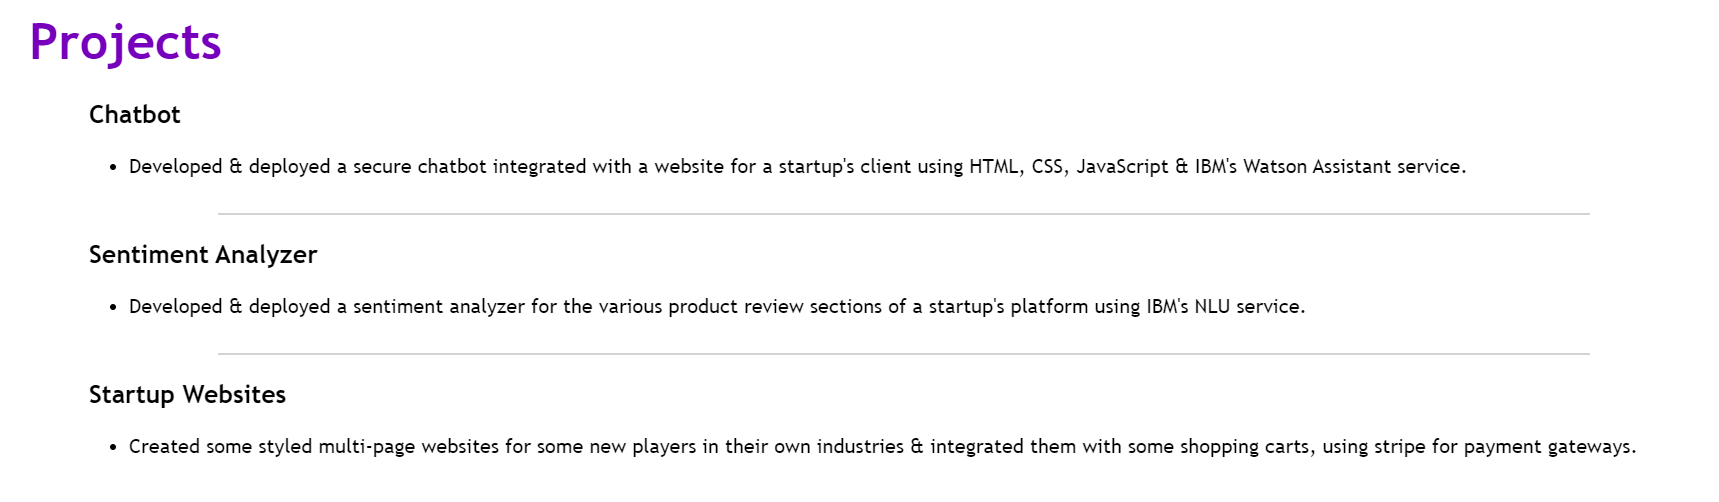 Projects
Chatbot
• Developed & deployed a secure chatbot integrated with a website for a startup's client using HTML, CSS, JavaScript & IBM's Watson Assistant service.
Sentiment Analyzer
• Developed & deployed a sentiment analyzer for the various product review sections of a startup's platform using IBM's NLU service.
Startup Websites
• Created some styled multi-page websites for some new players in their own industries & integrated them with some shopping carts, using stripe for payment gateways.